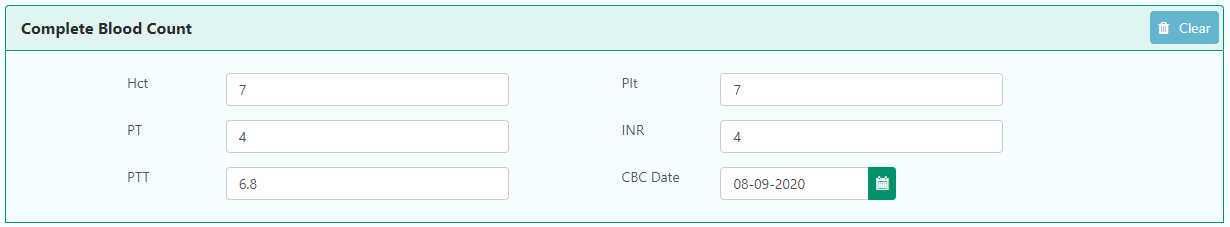 Complete Blood Count
Clear
Hct 7 Plt 7
PT 4 INR 4
PTT 6.8 CBC Date 08-09-2020